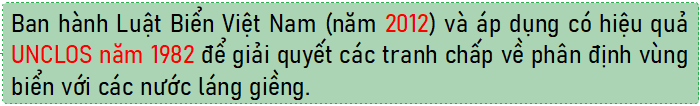 Ban hành Luật Biển Việt Nam (năm 2012) và áp dụng có hiệu quả
UNCLOS năm 1982 để giải quyết các tranh chấp về phân định vùng
biển với các nước láng giềng.